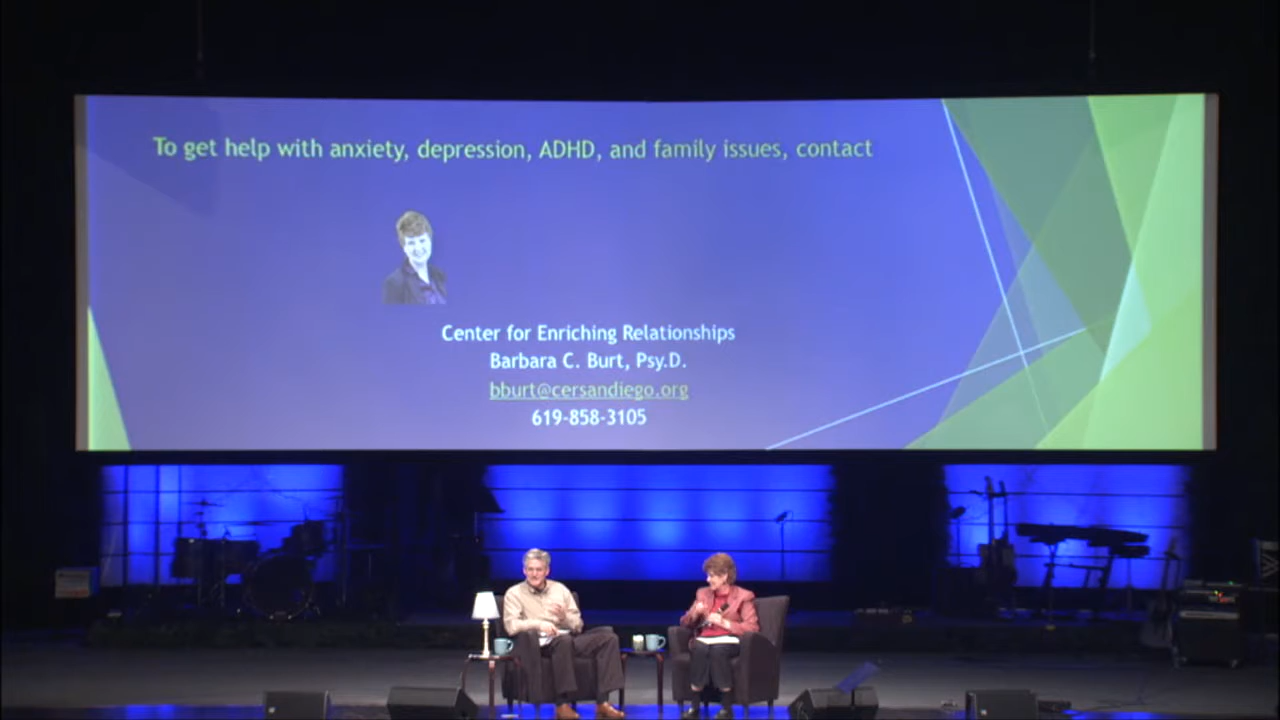 To get help with anxiety, depression, ADHD, and family issues, contact
Center for Enriching Relationships
Barbara C. Burt, Psy.D.
bburt@cersandiego.org
619-858-3105